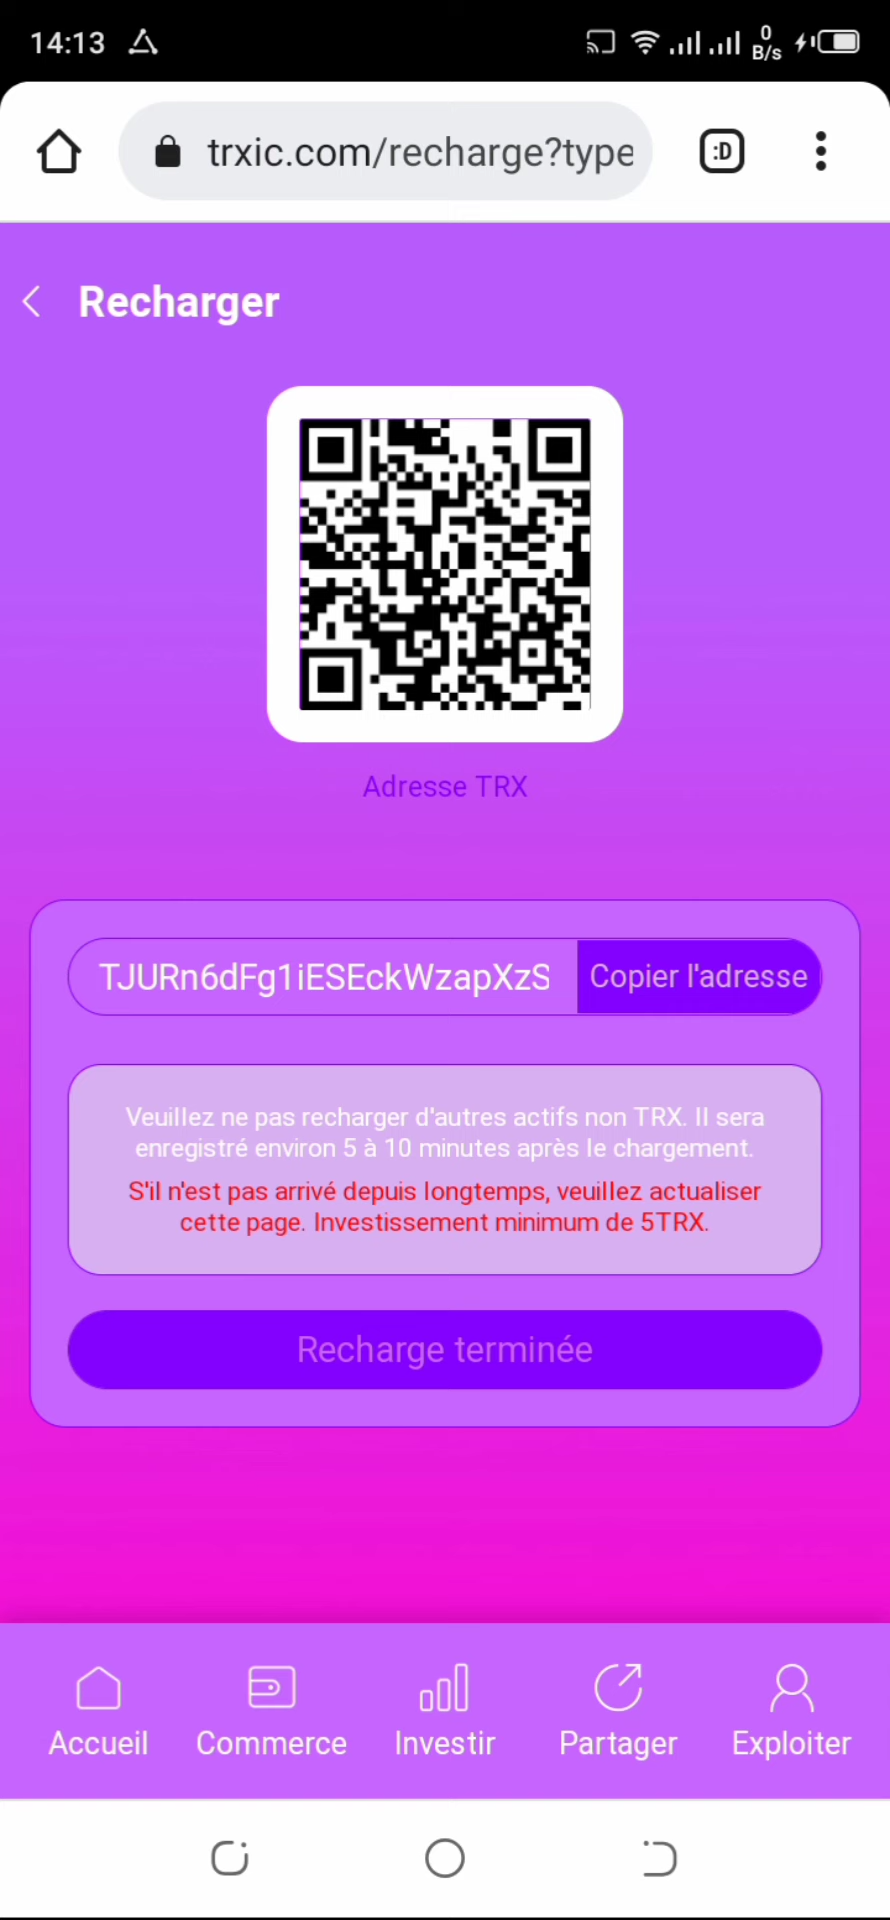 14:13
0
B/s
trxic.com/recharge?type
:D
Recharger
Adresse TRX
TJURn6dFg1iESEckWzapXzS
Copier l'adresse
Veuillez ne pas recharger d'autres actifs non TRX. Il sera
enregistré environ 5 à 10 minutes après le chargement.
S'il n'est pas arrivé depuis longtemps, veuillez actualiser
cette page. Investissement minimum de 5TRX.
Recharge terminée
Accueil
Commerce
Investir
Partager
Exploiter